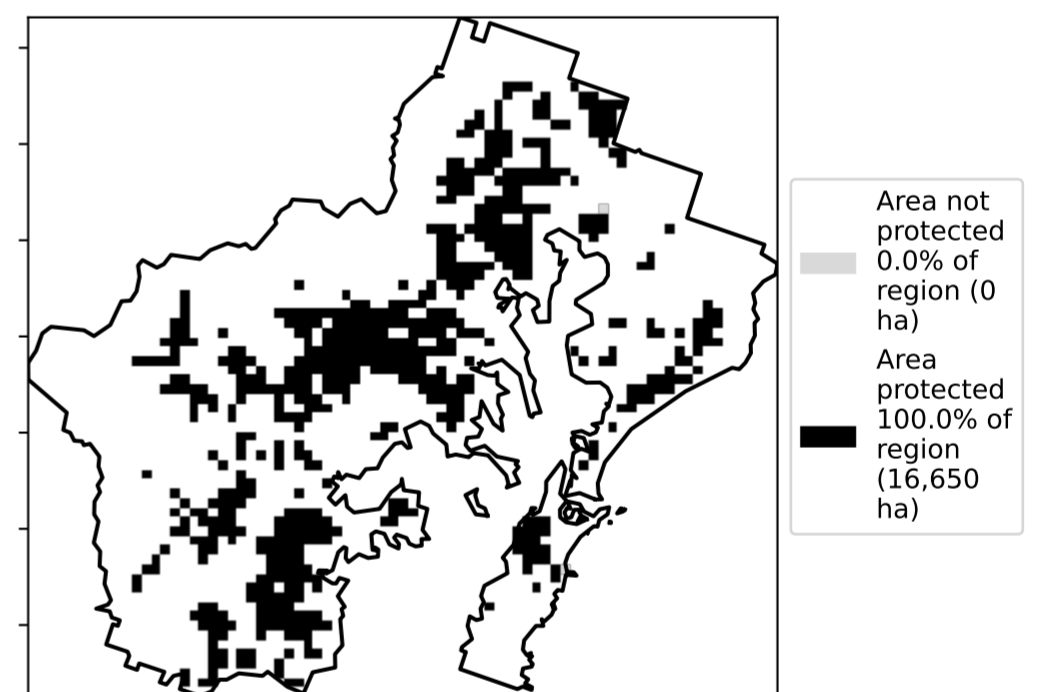 Area not
protected
0.0% of
region (0
ha)
Area
protected
100.0% of
region
(16,650
ha)